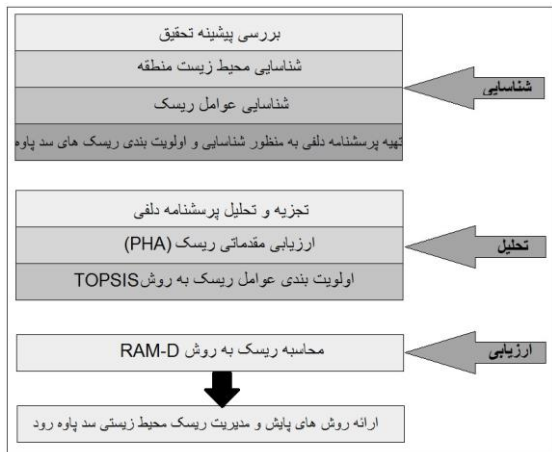 بررسی پیشینه تحقیق
شناسایی محیط زیست منطقه
شناسایی
شناسایی عوامل ریسک
تهیه پرسشنامه دلفی به منظور شناسایی و اولویت بندی ریسک های سد پاوه
تجزیه و تحلیل پرسشنامه دلفی
تحلیل
ارزیابی مقدماتی ریسک (PHA)
اولویت بندی عوامل ریسک به روش TOPSIS
ارزیابی
محاسبه ریسک به روش RAM-D
ارائه روش های پایش و مدیریت ریسک محیط زیستی سد پاوه رود